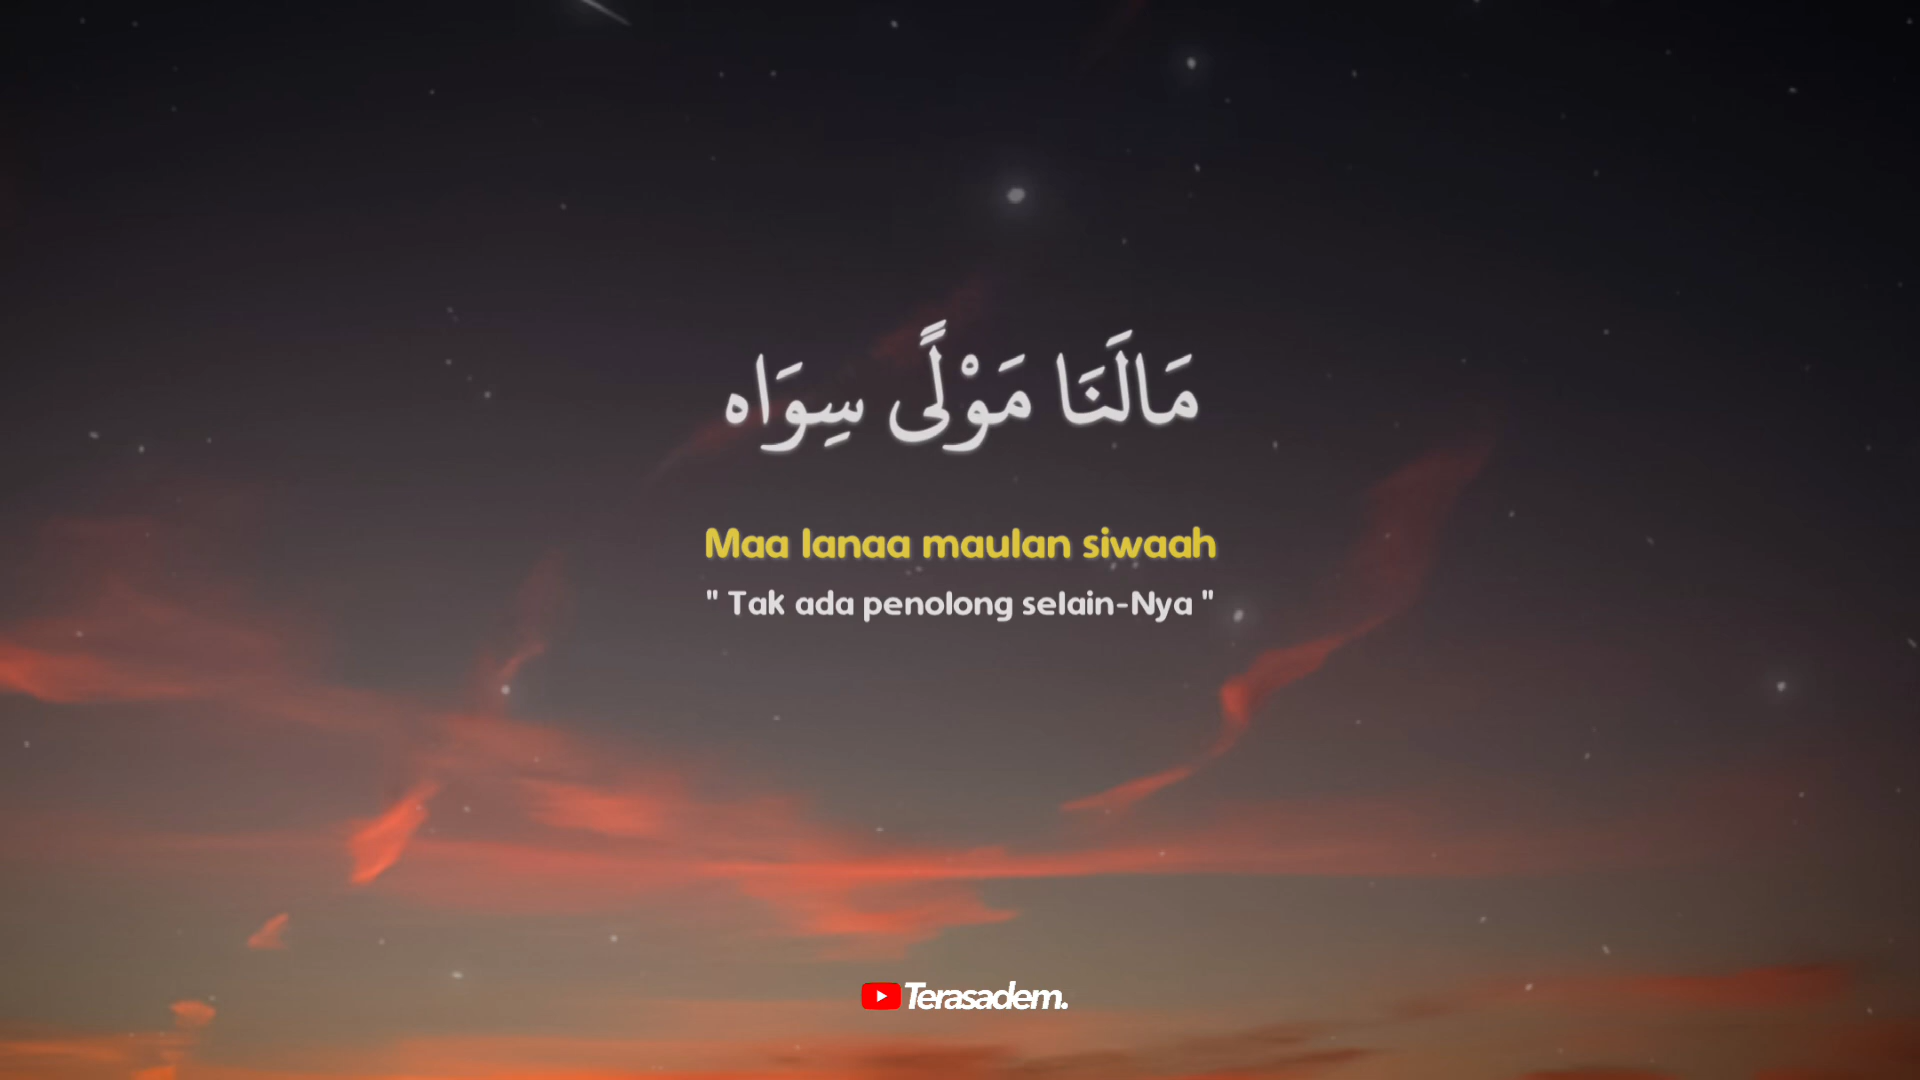 مَالَنَا مَوْلًى سِوَاه
Maa lanaa maulan siwaah
" Tak ada penolong selain-Nya "
Terasadem.